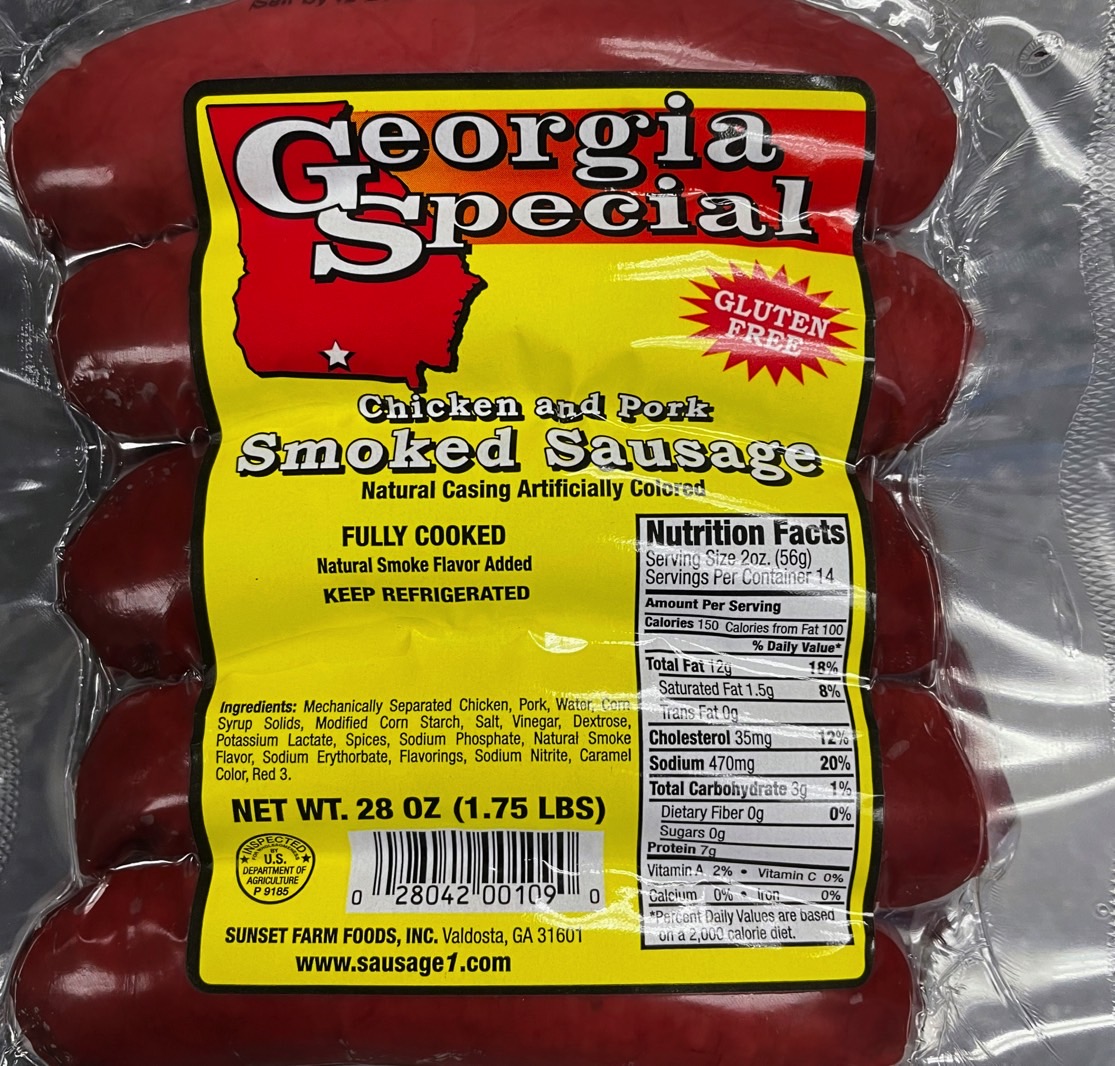 Sell By
Georgia
Special
GLUTEN
FREE
Chicken and Pork
Smoked Sausage
Natural Casing Artificially Colored
FULLY COOKED
Natural Smoke Flavor Added
KEEP REFRIGERATED
Ingredients: Mechanically Separated Chicken, Pork, Water, Corn
Syrup Solids, Modified Corn Starch, Salt, Vinegar, Dextrose,
Potassium Lactate, Spices, Sodium Phosphate, Natural Smoke
Flavor, Sodium Erythorbate, Flavorings, Sodium Nitrite, Caramel
Color, Red 3.
NET WT. 28 OZ (1.75 LBS)
INSPECTED
BY
U.S.
DEPARTMENT OF
AGRICULTURE
P 9185
0 28042 00109 0
SUNSET FARM FOODS, INC. Valdosta, GA 31601
www.sausage1.com
Nutrition Facts
Serving Size 2oz. (56g)
Servings Per Container 14
Amount Per Serving
Calories 150 Calories from Fat 100
% Daily Value*
Total Fat 12g 18%
Saturated Fat 1.5g 8%
Trans Fat 0g
Cholesterol 35mg 12%
Sodium 470mg 20%
Total Carbohydrate 3g 1%
Dietary Fiber 0g 0%
Sugars 0g
Protein 7g
Vitamin A 2% • Vitamin C 0%
Calcium 0% • Iron 0%
*Percent Daily Values are based
on a 2,000 calorie diet.